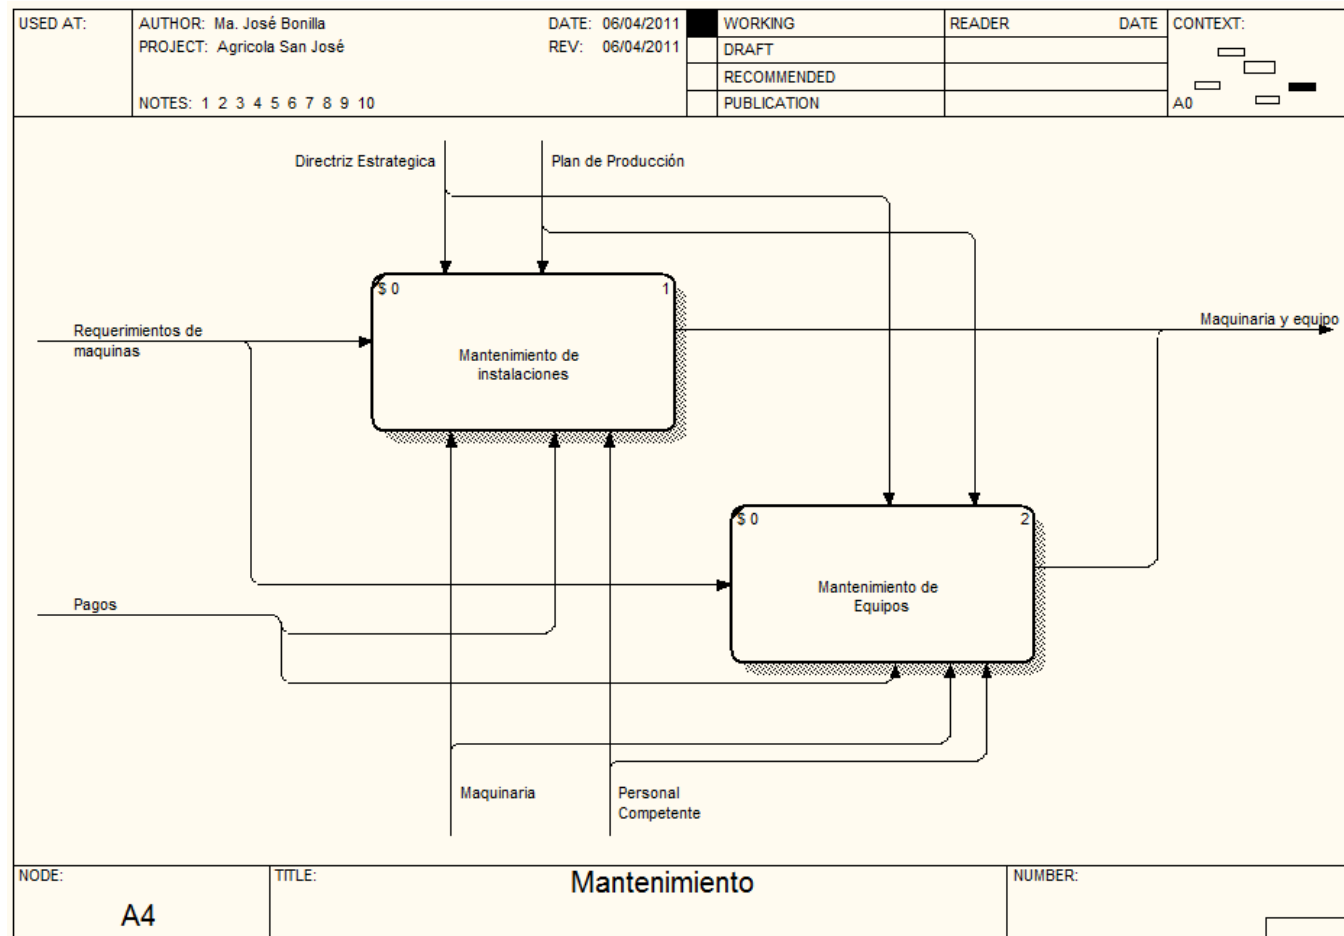 USED AT:
AUTHOR: Ma. José Bonilla
DATE: 06/04/2011
WORKING
READER
DATE
CONTEXT:
PROJECT: Agricola San José
REV: 06/04/2011
DRAFT
RECOMMENDED
NOTES: 1 2 3 4 5 6 7 8 9 10
PUBLICATION
A0
Directriz Estrategica
Plan de Producción
$ 0
1
Requerimientos de
maquinas
Mantenimiento de
instalaciones
Maquinaria y equipo
$ 0
2
Mantenimiento de
Equipos
Pagos
Maquinaria
Personal
Competente
NODE:
A4
TITLE:
Mantenimiento
NUMBER: